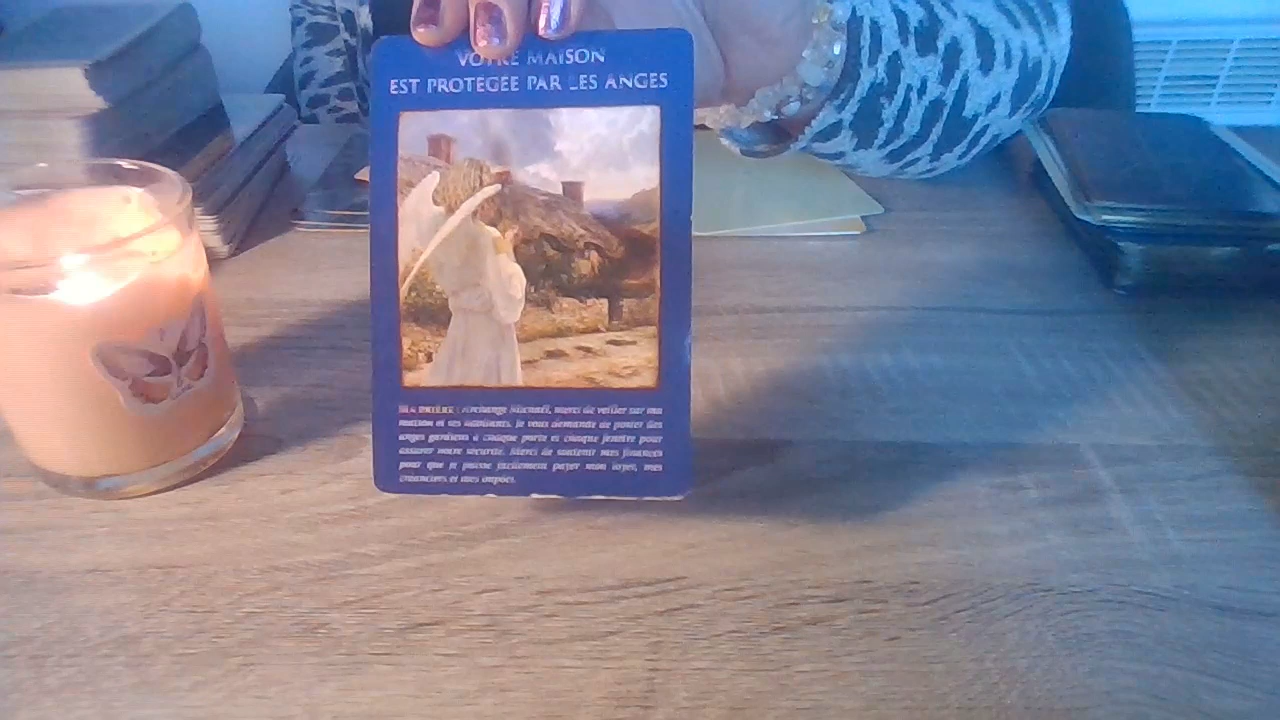 VOTRE MAISON
EST PROTEGEE PAR LES ANGES
MA PRIERE : Archange Michaël, merci de veiller sur ma
maison et ses habitants. Je vous demande de poster des
anges gardiens à chaque porte et chaque fenêtre pour
assurer notre sécurité. Merci de soutenir mes finances
pour que je puisse facilement payer mon loyer, mes
créanciers et mes impôts.